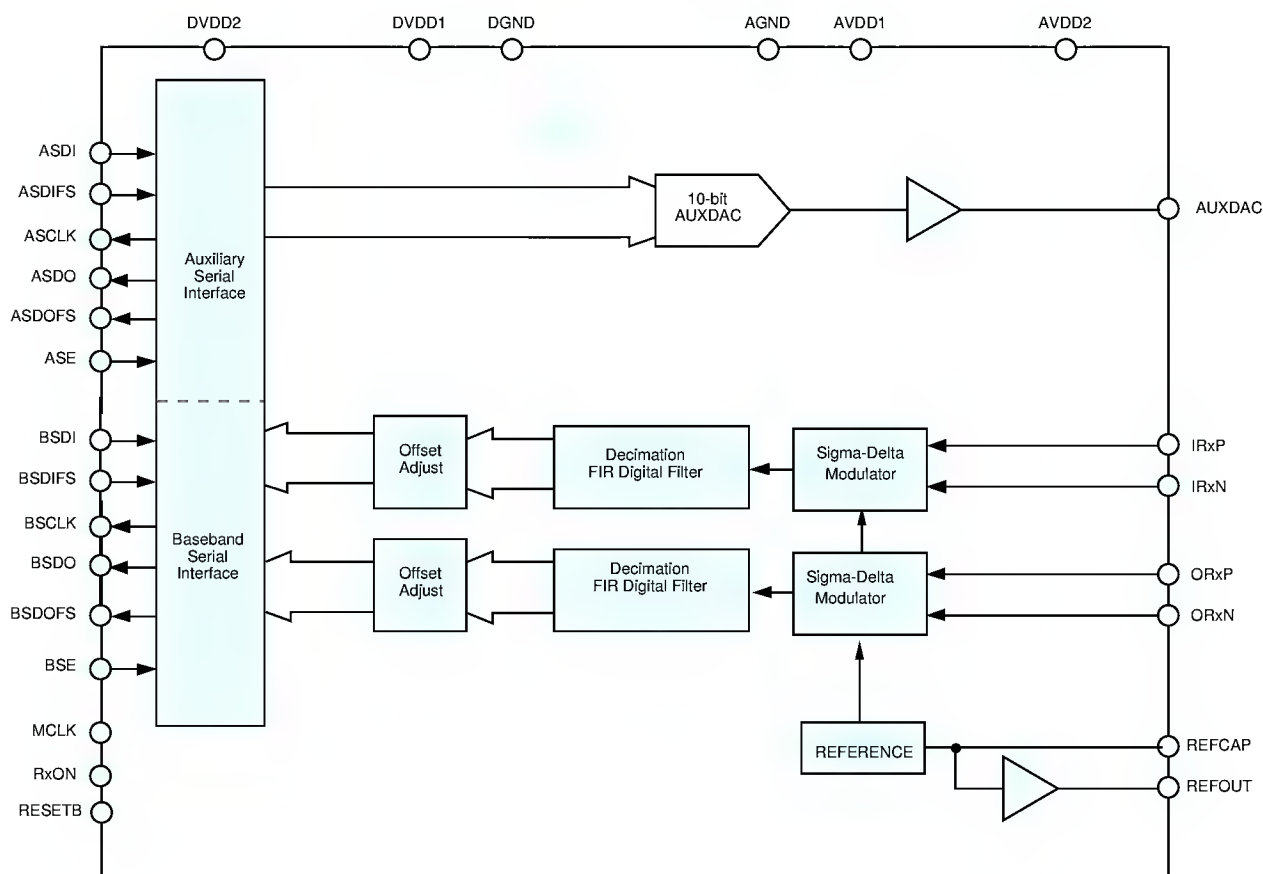 DVDD2
DVDD1
DGND
AGND
AVDD1
AVDD2
ASDI
ASDIFS
ASCLK
ASDO
ASDOFS
ASE
Auxiliary
Serial
Interface
10-bit
AUXDAC
AUXDAC
BSDI
BSDIFS
BSCLK
BSDO
BSDOFS
BSE
Baseband
Serial
Interface
Offset
Adjust
Decimation
FIR Digital Filter
Sigma-Delta
Modulator
IRxP
IRxN
Offset
Adjust
Decimation
FIR Digital Filter
Sigma-Delta
Modulator
ORxP
ORxN
MCLK
RxON
RESETB
REFERENCE
REFCAP
REFOUT